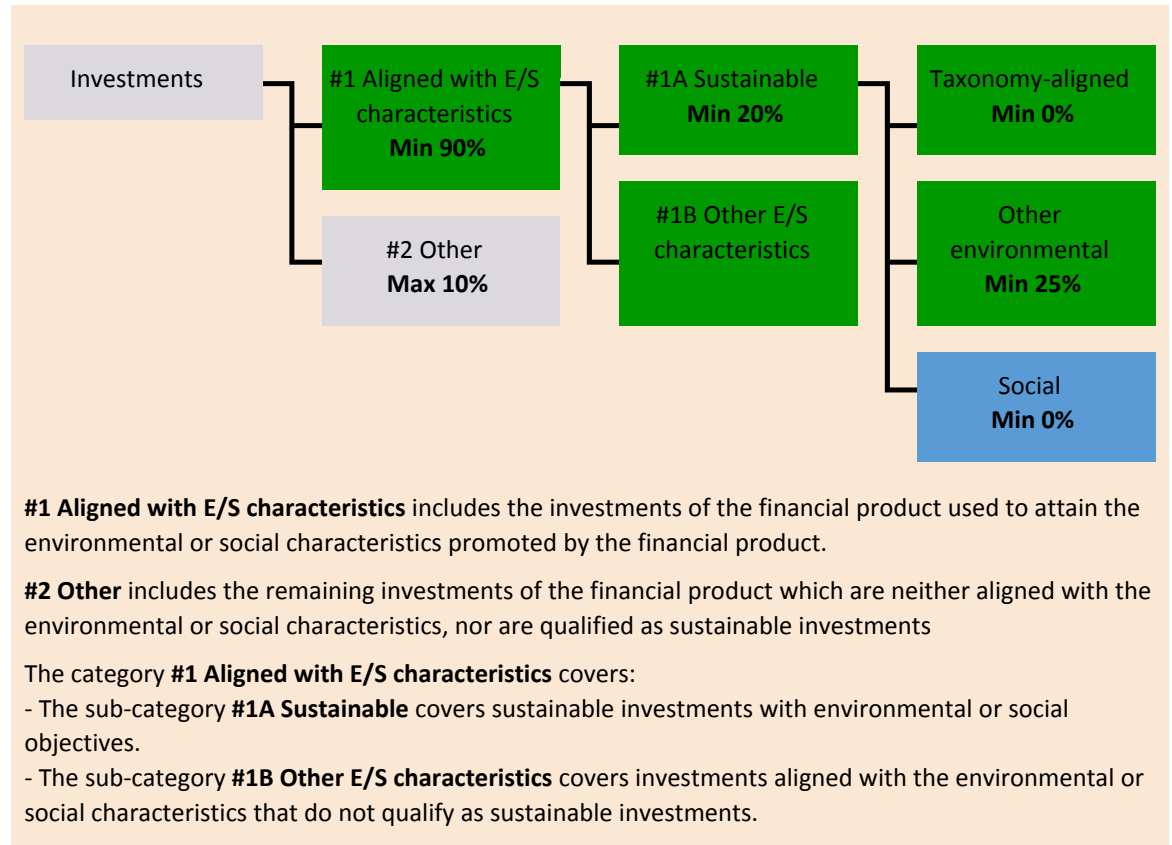 Investments
#1 Aligned with E/S
characteristics
Min 90%
#2 Other
Max 10%
#1A Sustainable
Min 20%
#1B Other E/S
characteristics
Taxonomy-aligned
Min 0%
Other
environmental
Min 25%
Social
Min 0%
#1 Aligned with E/S characteristics includes the investments of the financial product used to attain the
environmental or social characteristics promoted by the financial product.
#2 Other includes the remaining investments of the financial product which are neither aligned with the
environmental or social characteristics, nor are qualified as sustainable investments
The category #1 Aligned with E/S characteristics covers:
- The sub-category #1A Sustainable covers sustainable investments with environmental or social
objectives.
- The sub-category #1B Other E/S characteristics covers investments aligned with the environmental or
social characteristics that do not qualify as sustainable investments.